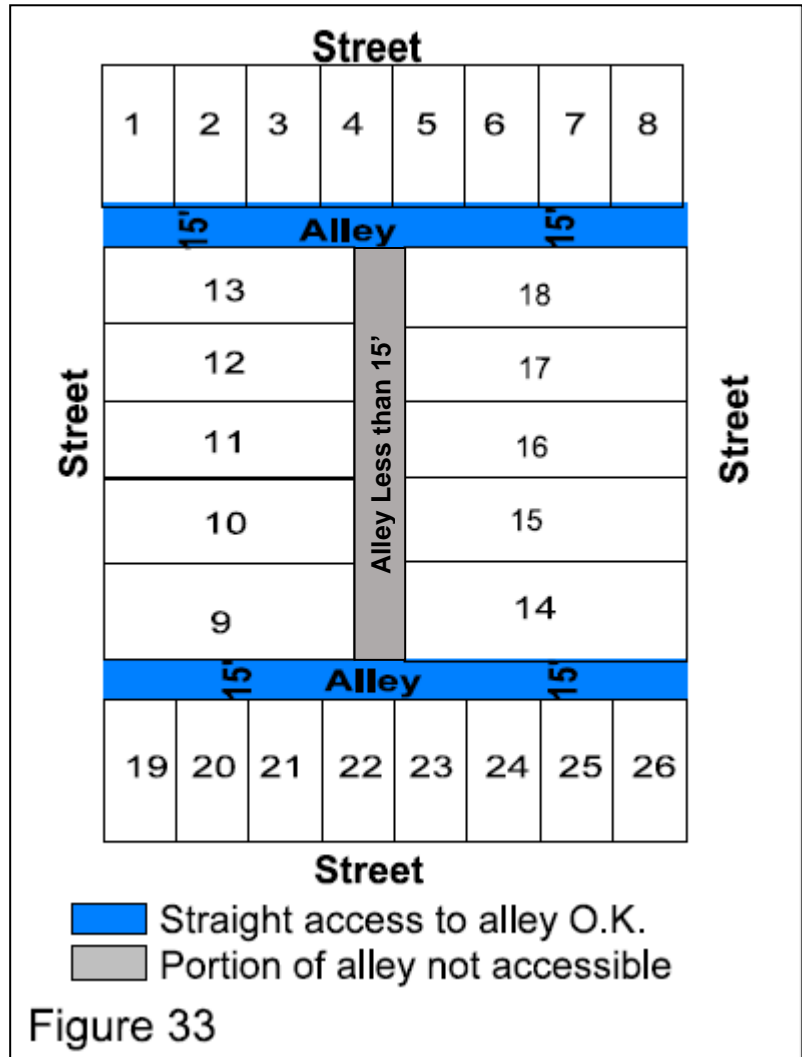 Street
1 2 3 4 5 6 7 8
15' Alley 15'
13 18
12 17
11 16
10 15
9 14
Alley Less than 15’
Street
Street
15' Alley 15'
19 20 21 22 23 24 25 26
Street
Straight access to alley O.K.
Portion of alley not accessible
Figure 33